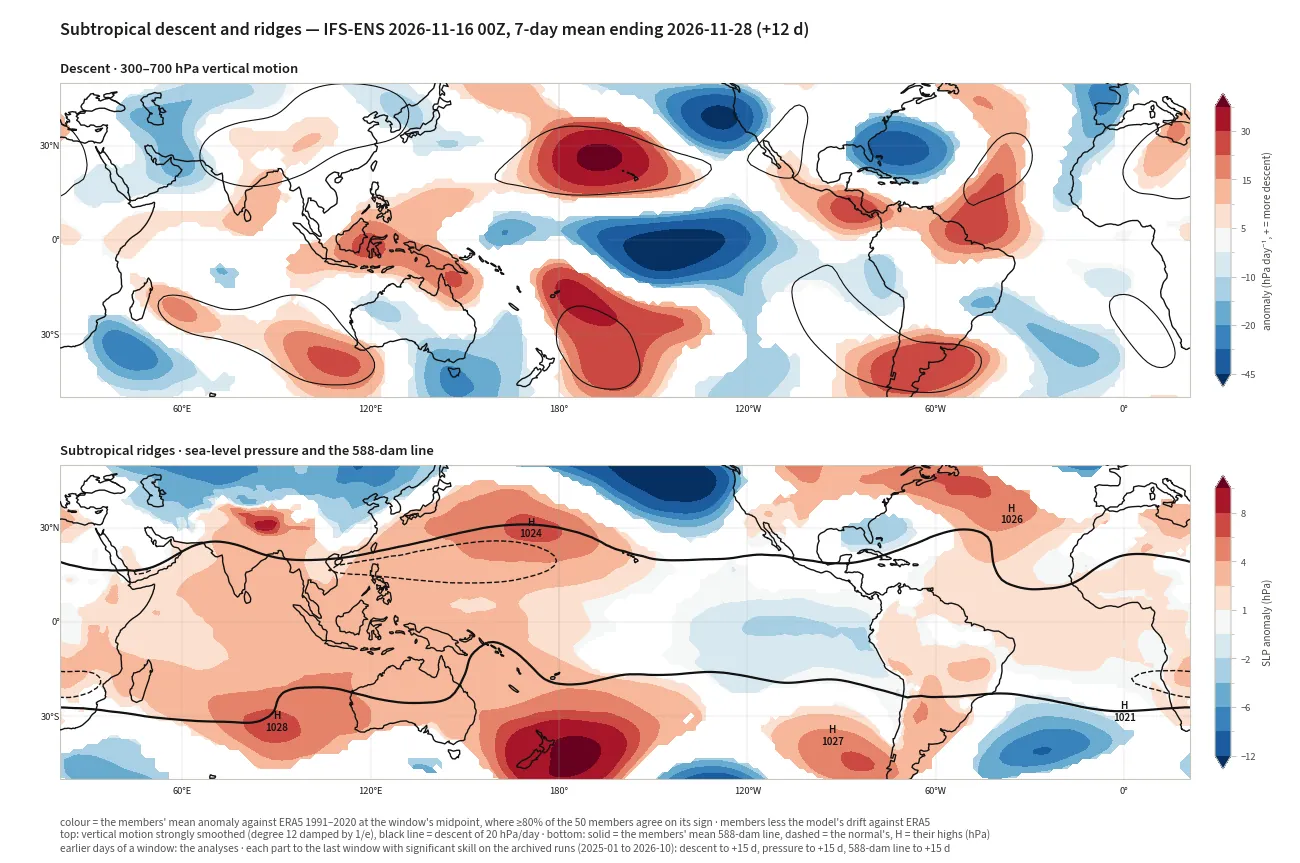 Subtropical descent and ridges — IFS-ENS 2026-11-16 00Z, 7-day mean ending 2026-11-28 (+12 d)
Descent · 300–700 hPa vertical motion
30°N
0°
30°S
60°E
120°E
180°
120°W
60°W
0°
30
15
5
−10
−20
−45
anomaly (hPa day⁻¹, + = more descent)
Subtropical ridges · sea-level pressure and the 588-dam line
30°N
0°
30°S
H
1024
H
1026
H
1028
H
1027
H
1021
60°E
120°E
180°
120°W
60°W
0°
8
4
1
−2
−6
−12
SLP anomaly (hPa)
colour = the members' mean anomaly against ERA5 1991–2020 at the window's midpoint, where ≥80% of the 50 members agree on its sign · members less the model's drift against ERA5
top: vertical motion strongly smoothed (degree 12 damped by 1/e), black line = descent of 20 hPa/day · bottom: solid = the members' mean 588-dam line, dashed = the normal's, H = their highs (hPa)
earlier days of a window: the analyses · each part to the last window with significant skill on the archived runs (2025-01 to 2026-10): descent to +15 d, pressure to +15 d, 588-dam line to +15 d